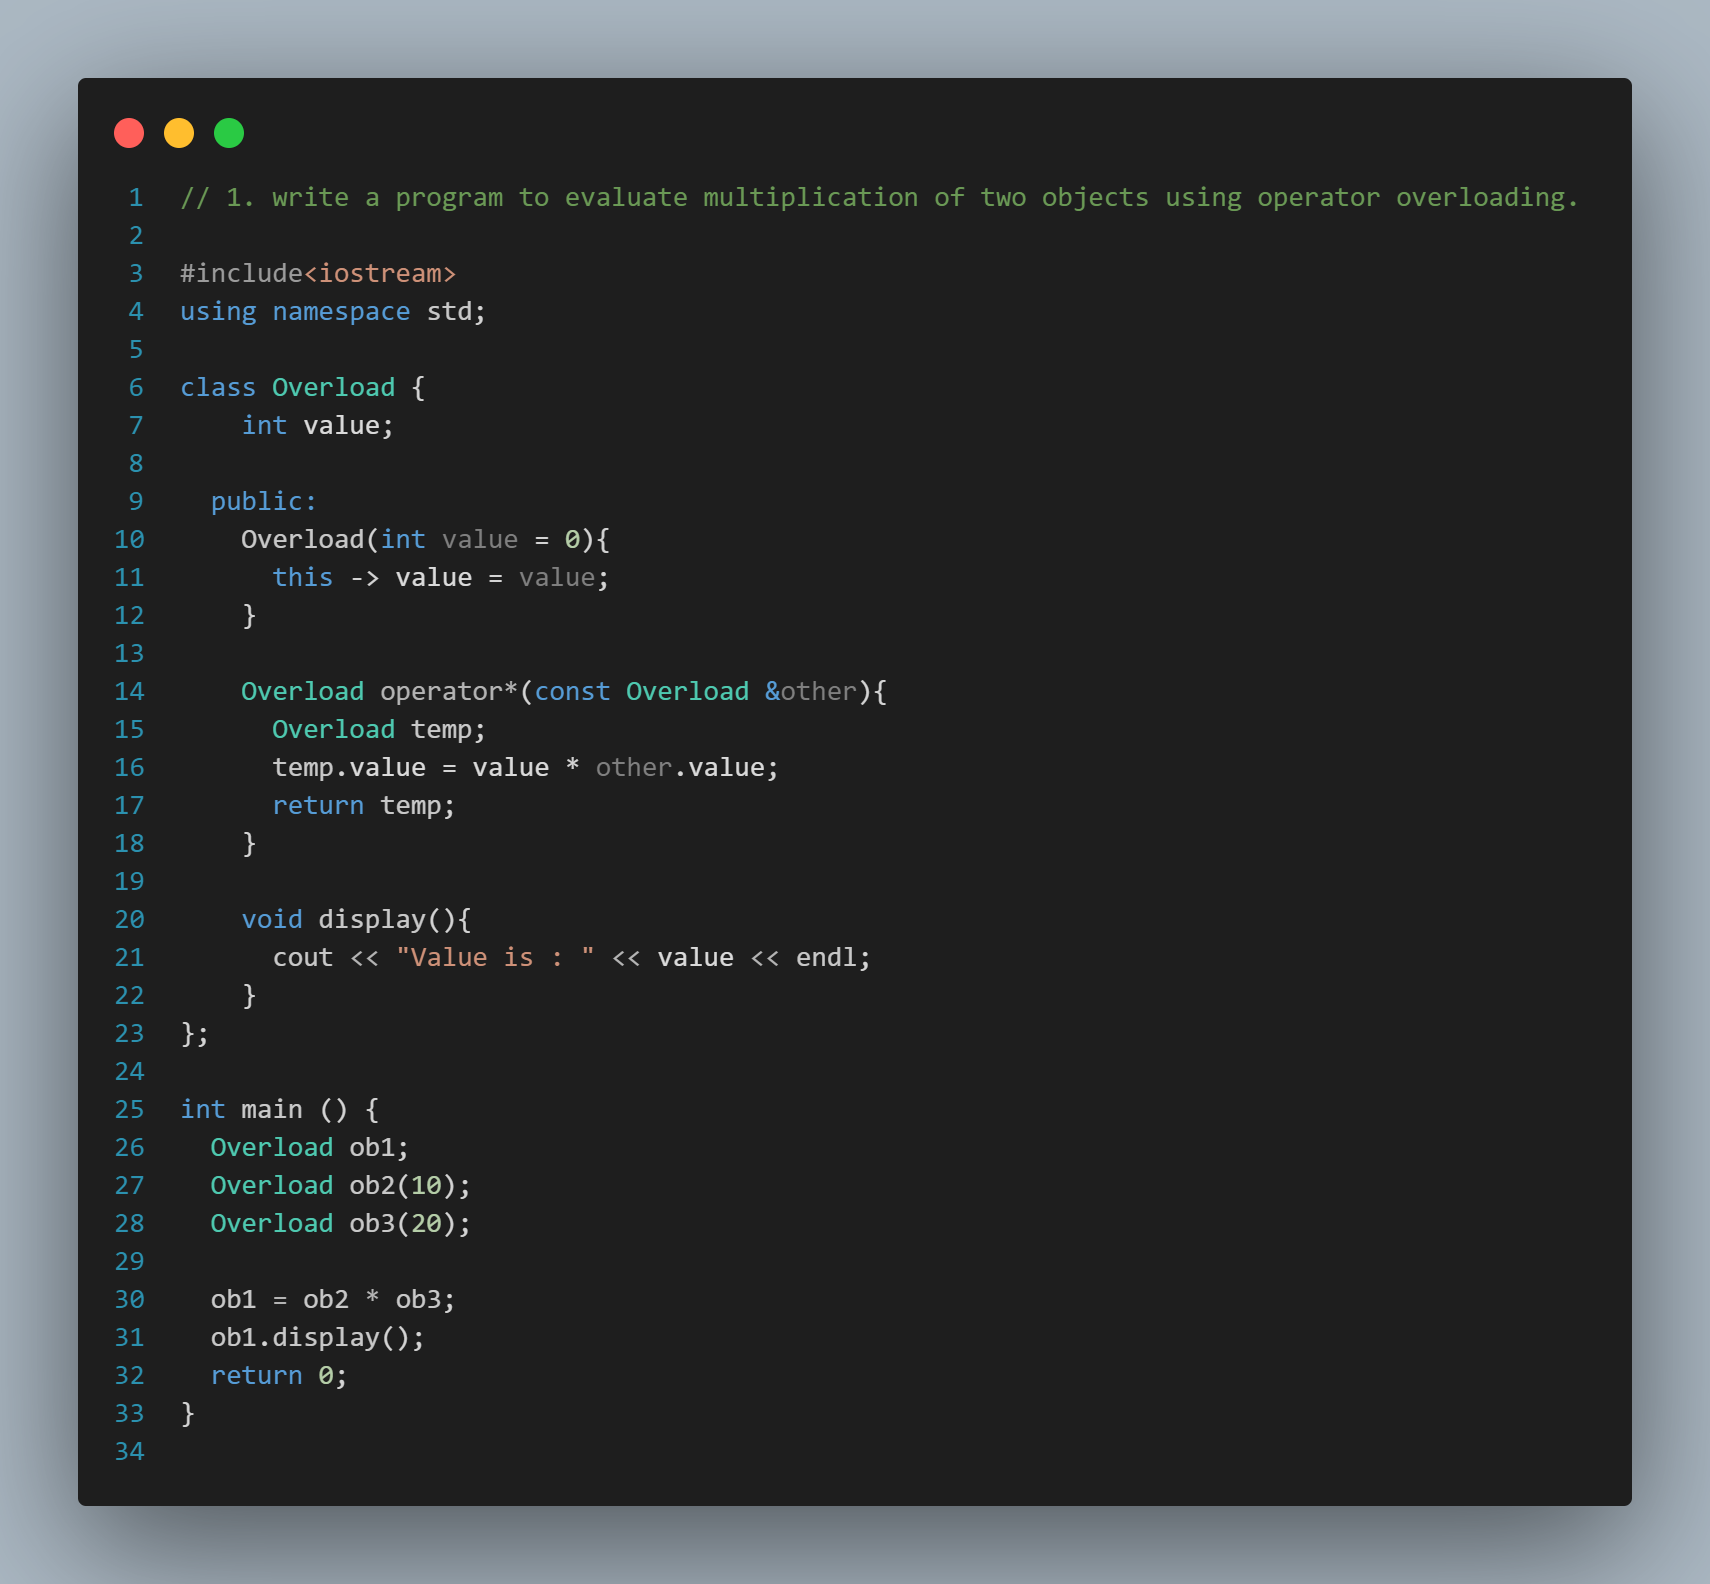 1 // 1. write a program to evaluate multiplication of two objects using operator overloading.
2
3 #include<iostream>
4 using namespace std;
5
6 class Overload {
7     int value;
8
9   public:
10     Overload(int value = 0){
11       this -> value = value;
12     }
13
14     Overload operator*(const Overload &other){
15       Overload temp;
16       temp.value = value * other.value;
17       return temp;
18     }
19
20     void display(){
21       cout << "Value is : " << value << endl;
22     }
23 };
24
25 int main () {
26   Overload ob1;
27   Overload ob2(10);
28   Overload ob3(20);
29
30   ob1 = ob2 * ob3;
31   ob1.display();
32   return 0;
33 }
34